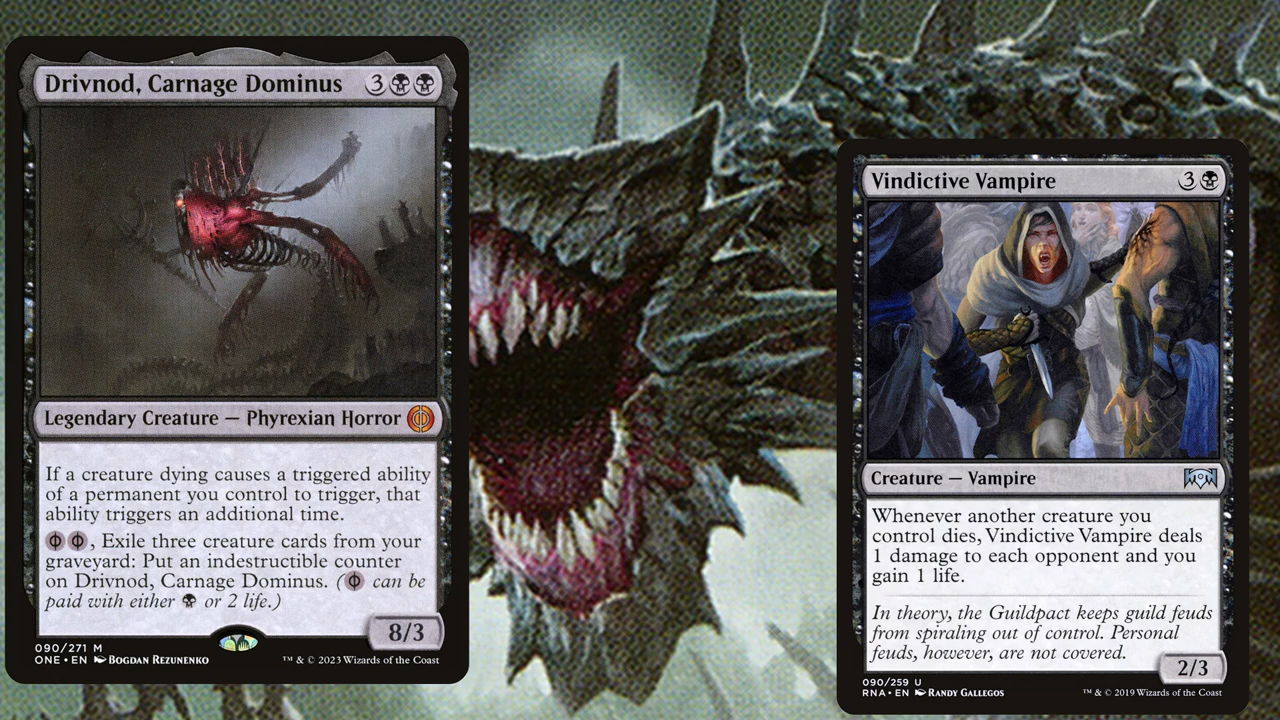 Drivnod, Carnage Dominus 3
Legendary Creature — Phyrexian Horror
If a creature dying causes a triggered ability
of a permanent you control to trigger, that
ability triggers an additional time.
, Exile three creature cards from your
graveyard: Put an indestructible counter
on Drivnod, Carnage Dominus. ( can be
paid with either or 2 life.)
8/3
090/271 M
ONE • EN BOGDAN REZUNENKO
™ & © 2023 Wizards of the Coast
Vindictive Vampire 3
Creature — Vampire
Whenever another creature you
control dies, Vindictive Vampire deals
1 damage to each opponent and you
gain 1 life.
In theory, the Guildpact keeps guild feuds
from spiraling out of control. Personal
feuds, however, are not covered.
2/3
090/259 U
RNA • EN RANDY GALLEGOS
™ & © 2019 Wizards of the Coast